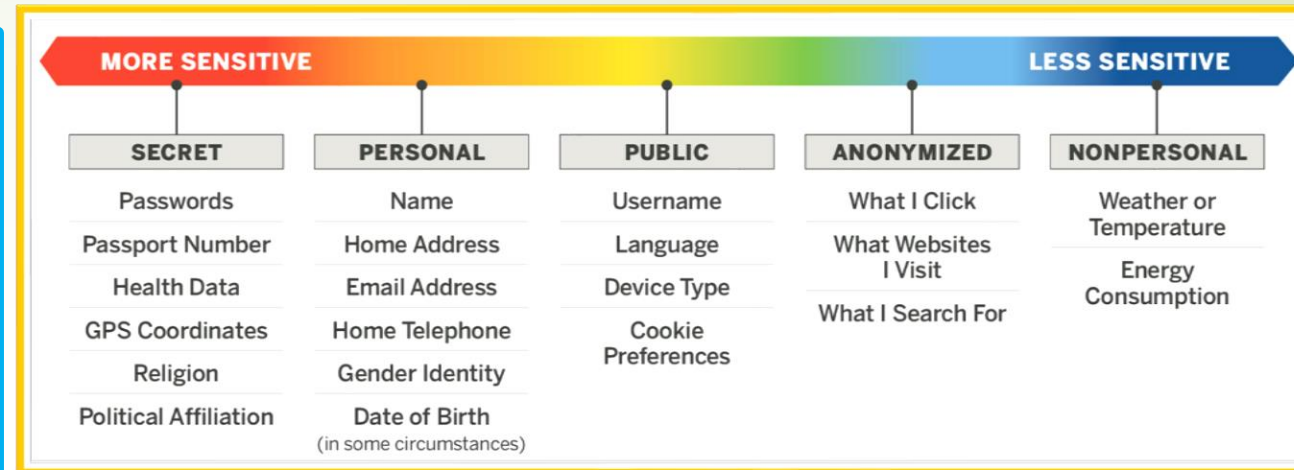 MORE SENSITIVE
LESS SENSITIVE
SECRET
Passwords
Passport Number
Health Data
GPS Coordinates
Religion
Political Affiliation
PERSONAL
Name
Home Address
Email Address
Home Telephone
Gender Identity
Date of Birth
(in some circumstances)
PUBLIC
Username
Language
Device Type
Cookie
Preferences
ANONYMIZED
What I Click
What Websites
I Visit
What I Search For
NONPERSONAL
Weather or
Temperature
Energy
Consumption